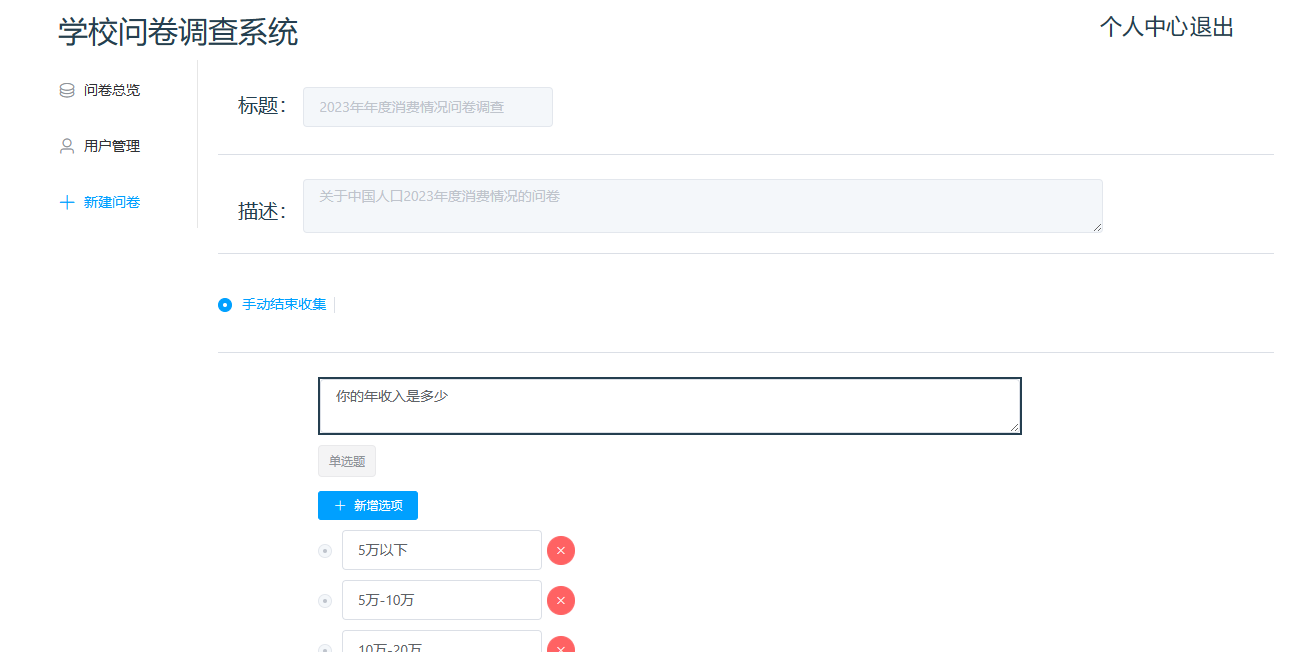 学校问卷调查系统
个人中心退出
问卷总览
用户管理
新建问卷
标题：
2023年年度消费情况问卷调查
描述：
关于中国人口2023年度消费情况的问卷
手动结束收集
你的年收入是多少
单选题
新增选项
5万以下
5万-10万
10万-20万